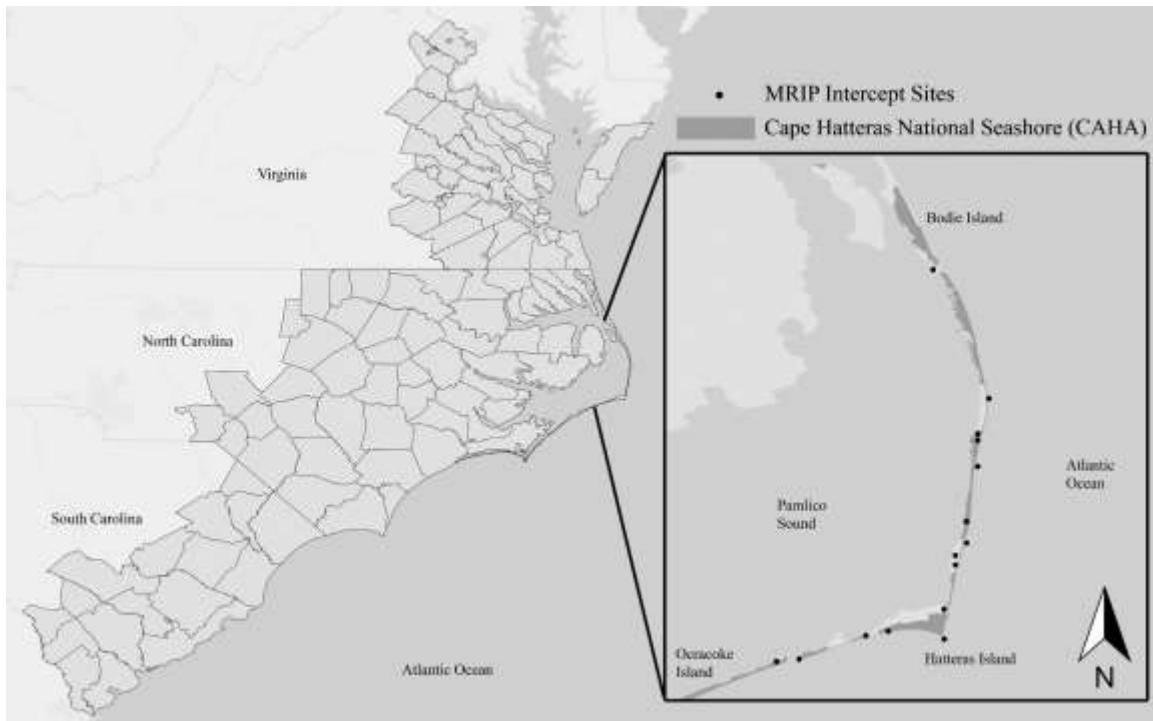 MRIP Intercept Sites
Cape Hatteras National Seashore (CAHA)
Virginia
Bodie Island
North Carolina
Atlantic
Ocean
Pamlico
Sound
South Carolina
Ocracoke
Island
Hatteras Island
Atlantic Ocean
N